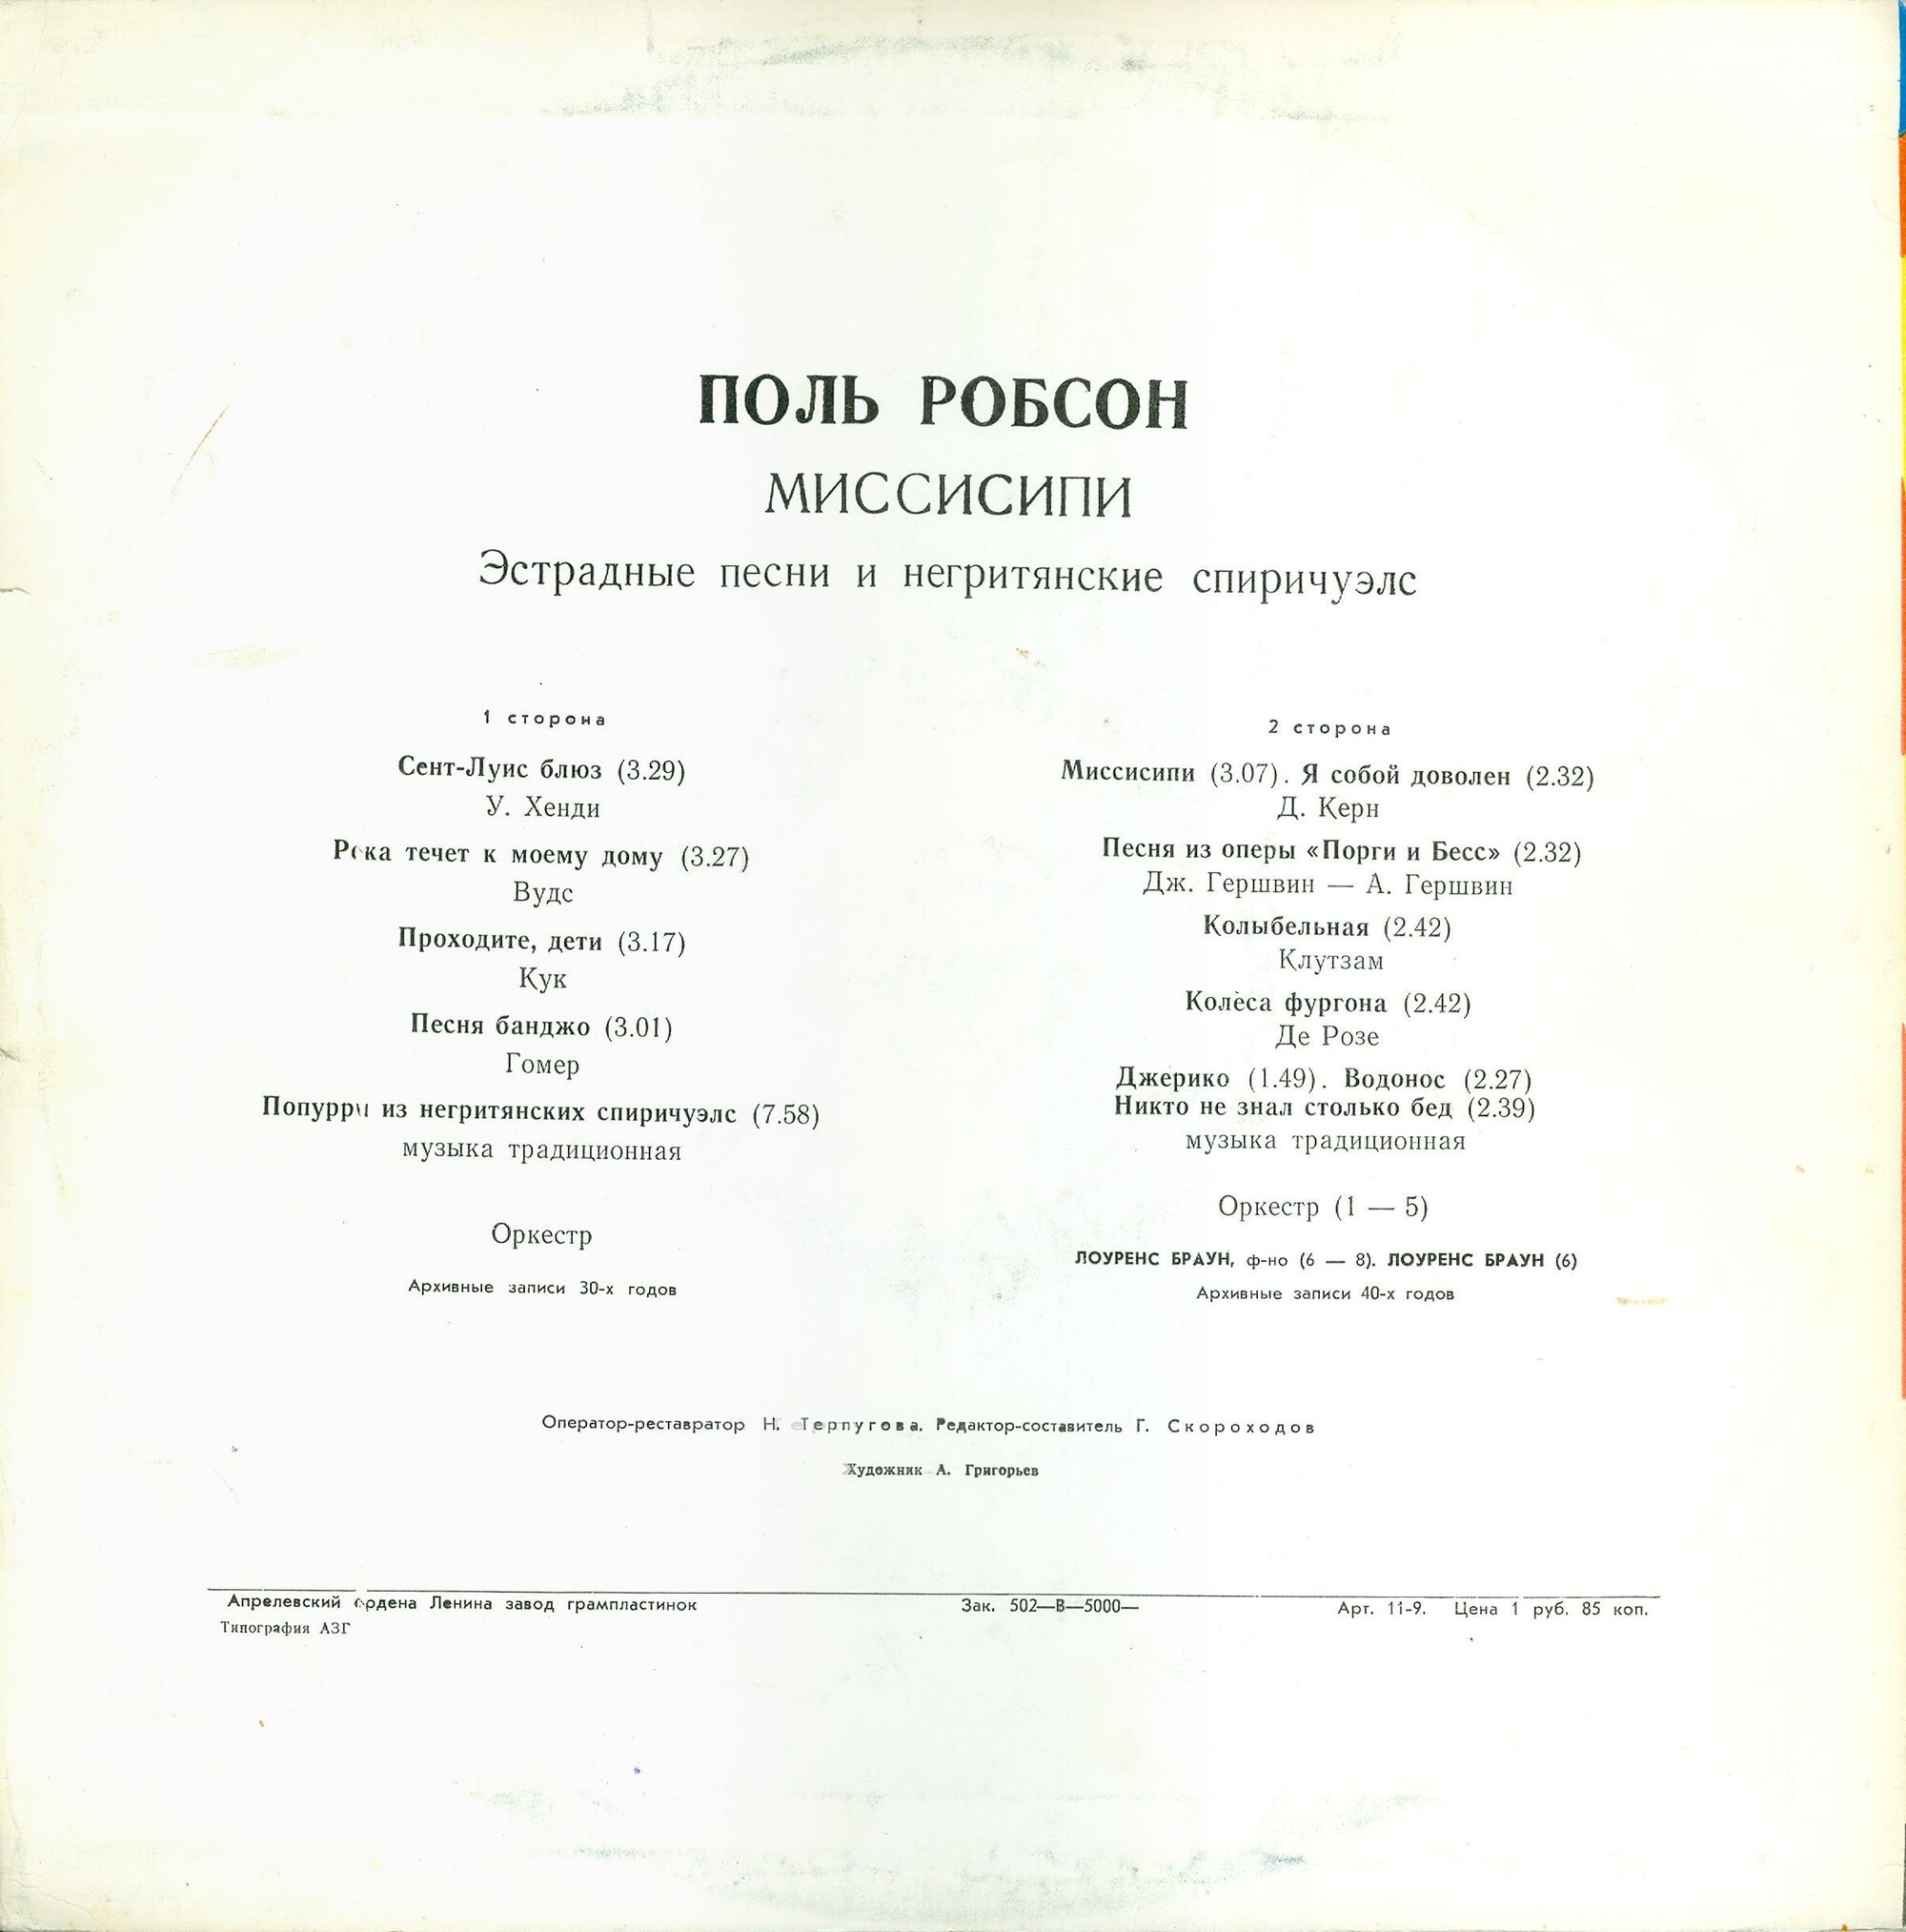 ПОЛЬ РОБСОН
МИССИСИПИ
Эстрадные песни и негритянские спиричуэлс
1 сторона
Сент-Луис блюз (3.29)
У. Хенди
Река течет к моему дому (3.27)
Вудс
Проходите, дети (3.17)
Кук
Песня банджо (3.01)
Гомер
Попурри из негритянских спиричуэлс (7.58)
музыка традиционная
Оркестр
Архивные записи 30-х годов
2 сторона
Миссисипи (3.07). Я собой доволен (2.32)
Д. Керн
Песня из оперы «Порги и Бесс» (2.32)
Дж. Гершвин — А. Гершвин
Колыбельная (2.42)
Клутзам
Колеса фургона (2.42)
Де Розе
Джерико (1.49). Водонос (2.27)
Никто не знал столько бед (2.39)
музыка традиционная
Оркестр (1 — 5)
ЛОУРЕНС БРАУН, ф-но (6 — 8). ЛОУРЕНС БРАУН (6)
Архивные записи 40-х годов
Оператор-реставратор Н. Терпугова. Редактор-составитель Г. Скороходов
Художник А. Григорьев
Апрелевский ордена Ленина завод грампластинок Зак. 502—В—5000— Арт. 11-9. Цена 1 руб. 85 коп.
Типография АЗГ